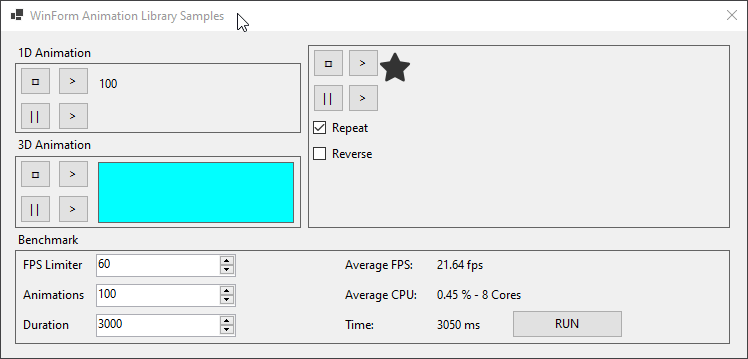 WinForm Animation Library Samples
1D Animation
¤ >
100
|| >
3D Animation
¤ >
|| >
¤ >
|| >
Repeat
Reverse
Benchmark
FPS Limiter 60 Average FPS: 21.64 fps
Animations 100 Average CPU: 0.45 % - 8 Cores
Duration 3000 Time: 3050 ms RUN